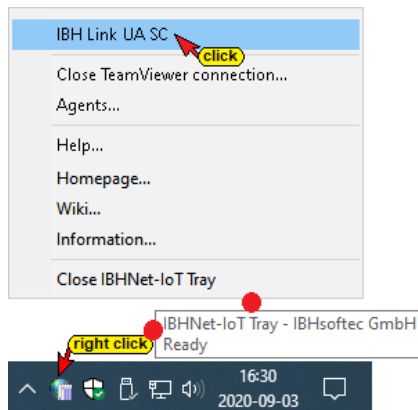 IBH Link UA SC
click
Close TeamViewer connection...
Agents...
Help...
Homepage...
Wiki...
Information...
Close IBHNet-IoT Tray
IBHNet-IoT Tray - IBHsoftec GmbH
right click
Ready
16:30
2020-09-03